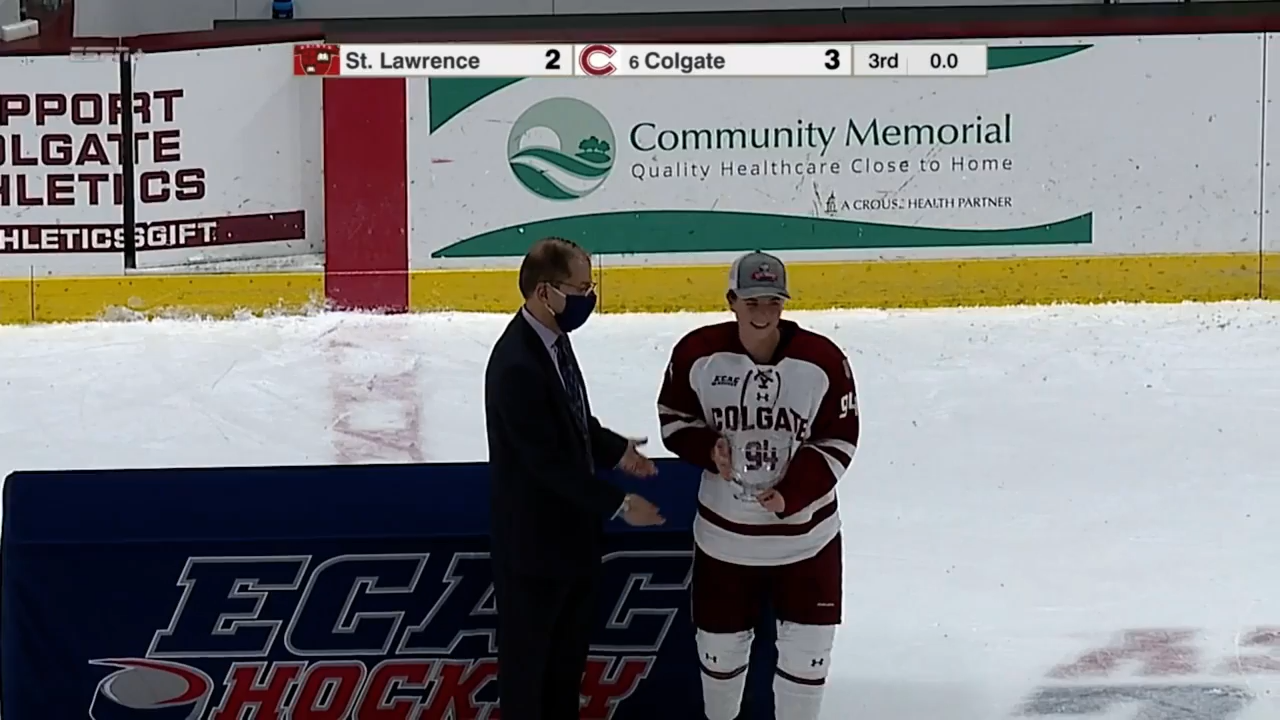 ESPN+
St. Lawrence 2 6 Colgate 3 3rd 0.0
PPORT
OLGATE
HLETICS
HLETICSGIFT
Community Memorial
Quality Healthcare Close to Home
A CROUSE HEALTH PARTNER
ECAC
COLGATE
94
94
ECAC
HOCKEY